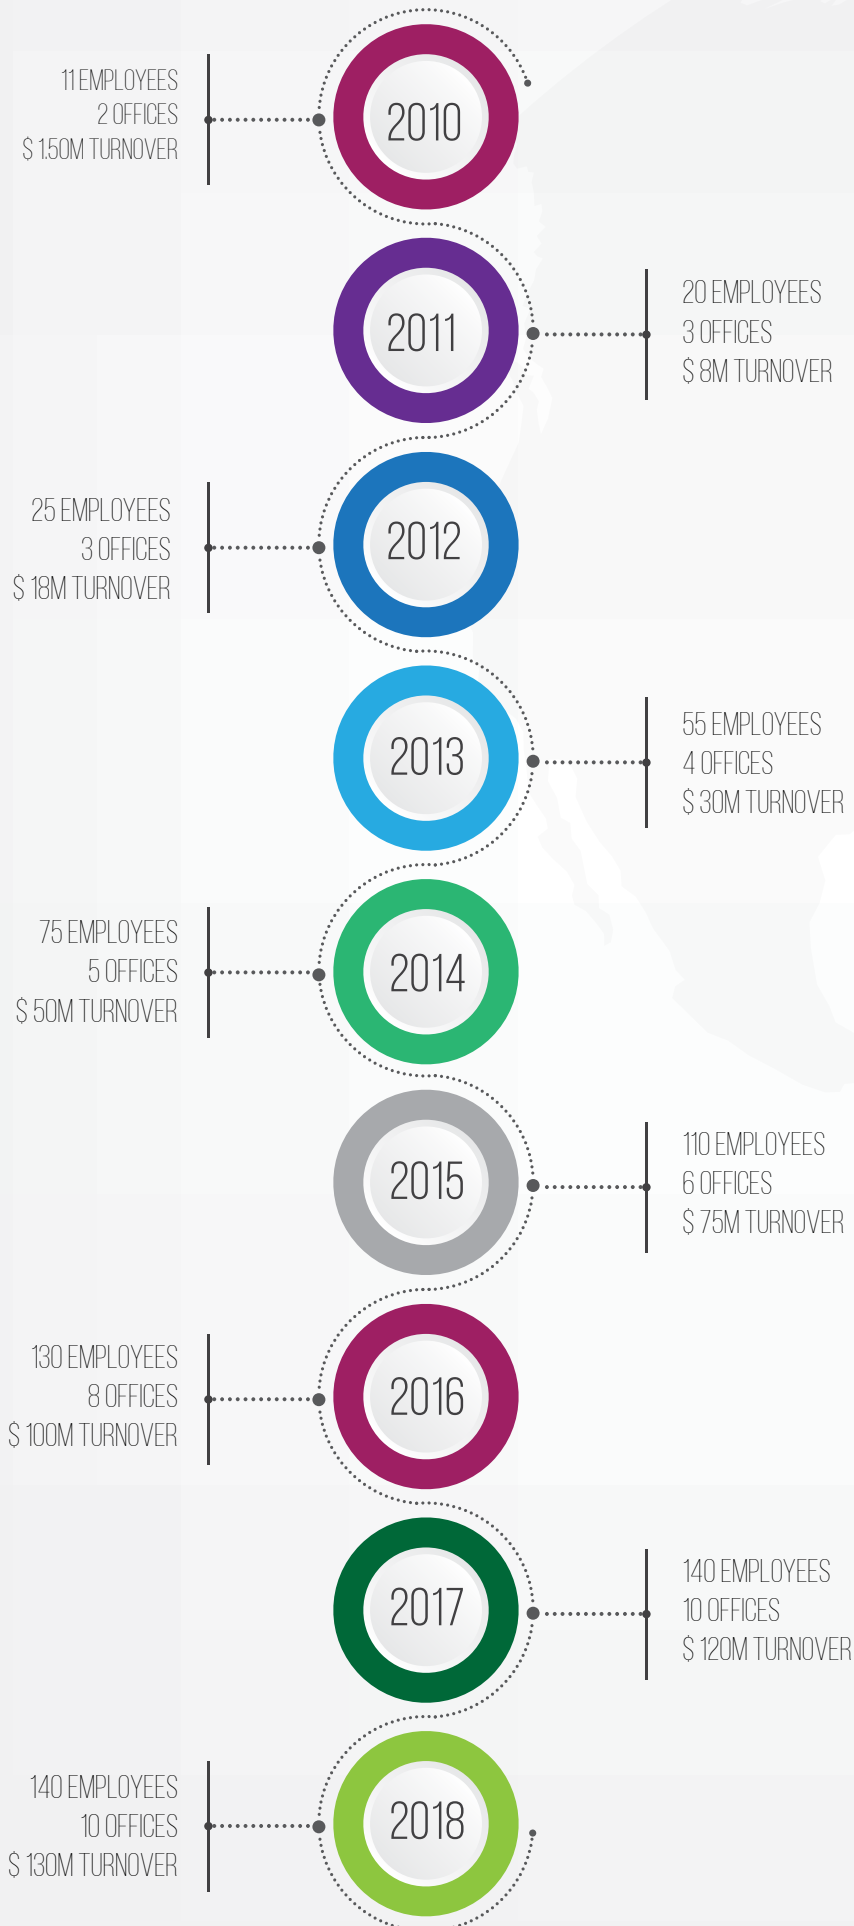 11 EMPLOYEES
2 OFFICES
$ 1.50M TURNOVER
2010
2011
20 EMPLOYEES
3 OFFICES
$ 8M TURNOVER
25 EMPLOYEES
3 OFFICES
$ 18M TURNOVER
2012
2013
55 EMPLOYEES
4 OFFICES
$ 30M TURNOVER
75 EMPLOYEES
5 OFFICES
$ 50M TURNOVER
2014
2015
110 EMPLOYEES
6 OFFICES
$ 75M TURNOVER
130 EMPLOYEES
8 OFFICES
$ 100M TURNOVER
2016
2017
140 EMPLOYEES
10 OFFICES
$ 120M TURNOVER
140 EMPLOYEES
10 OFFICES
$ 130M TURNOVER
2018